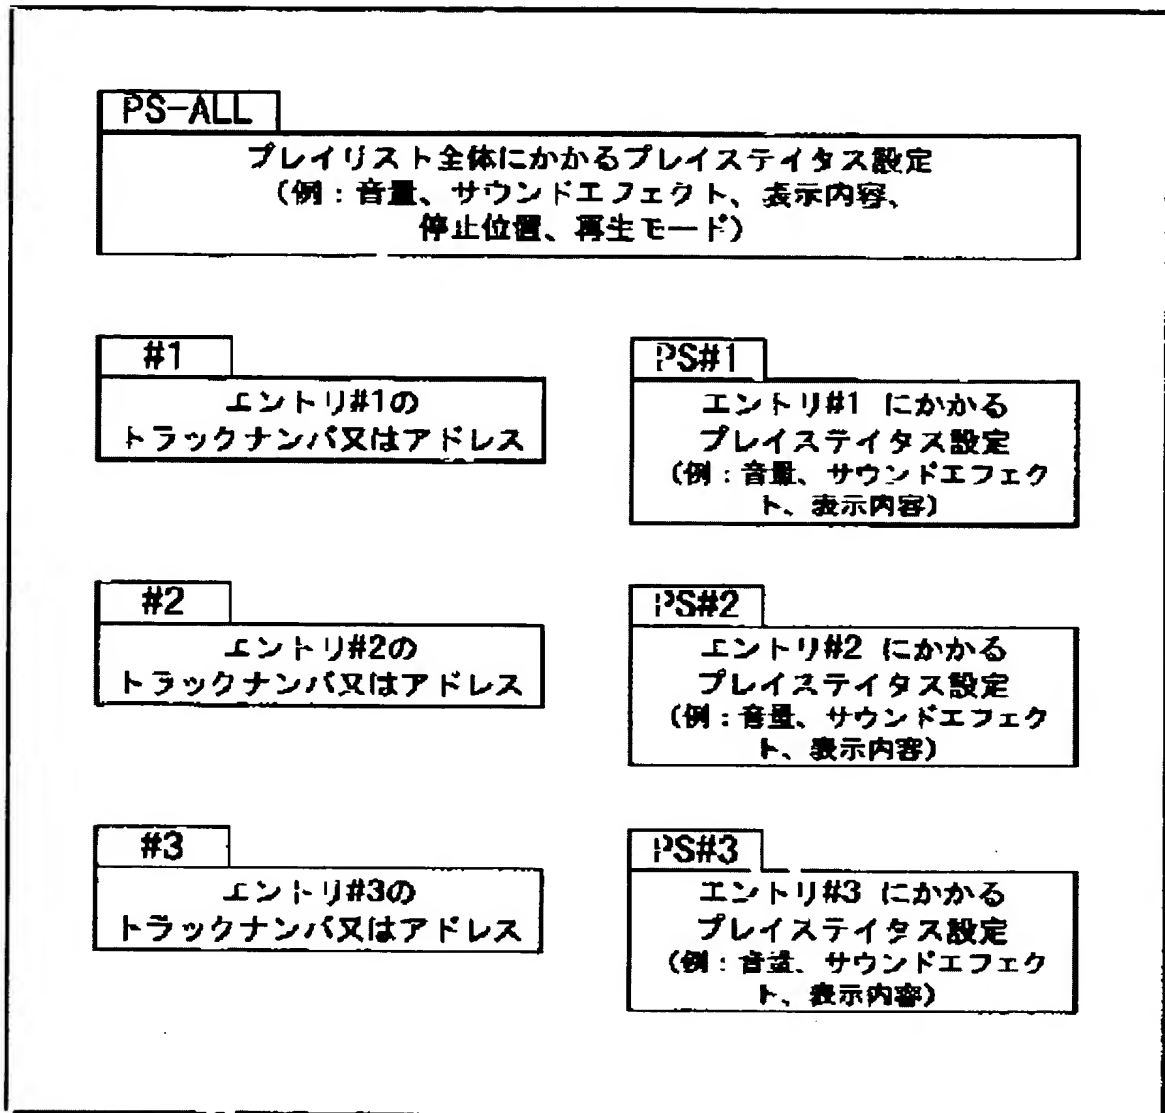 PS-ALL
プレイリスト全体にかかるプレイステイタス設定
(例:音量、サウンドエフェクト、表示内容、
停止位置、再生モード)
#1
エントリ#1の
トラックナンバ又はアドレス
PS#1
エントリ#1 にかかる
プレイステイタス設定
(例:音量、サウンドエフェク
ト、表示内容)
#2
エントリ#2の
トラックナンバ又はアドレス
PS#2
エントリ#2 にかかる
プレイステイタス設定
(例:音量、サウンドエフェク
ト、表示内容)
#3
エントリ#3の
トラックナンバ又はアドレス
PS#3
エントリ#3 にかかる
プレイステイタス設定
(例:音量、サウンドエフェク
ト、表示内容)